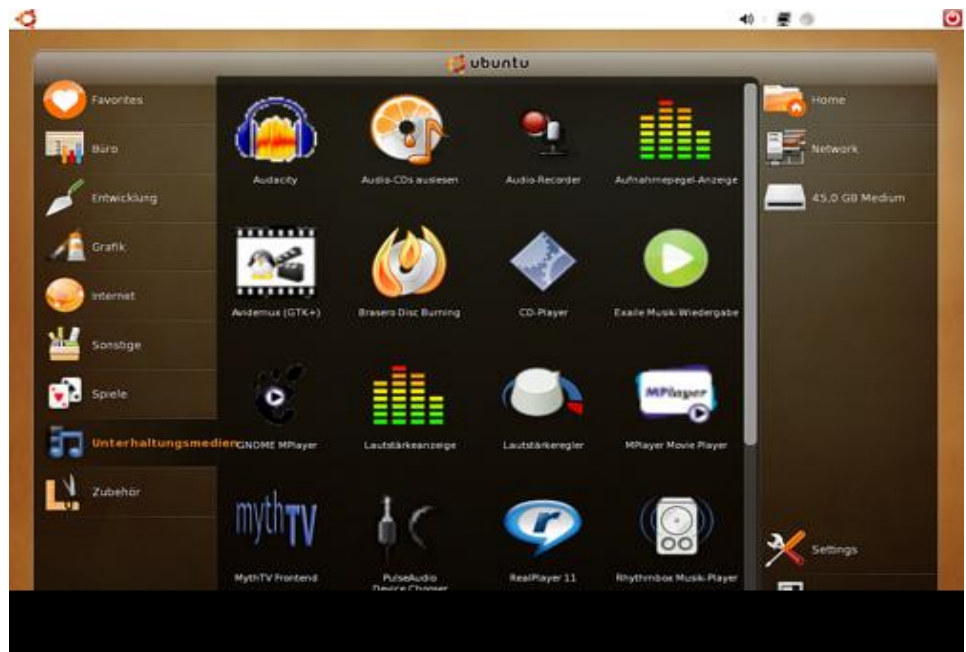 ubuntu
Favorites
Büro
Entwicklung
Grafik
Internet
Sonstige
Spiele
Unterhaltungsmedien
Zubehör
Audacity
Audio-CDs auslesen
Audio-Recorder
Aufnahmepegel-Anzeige
Avidemux (GTK+)
Brasero Disc Burning
CD-Player
Exaile Musik-Wiedergabe
GNOME MPlayer
Lautstärkeanzeige
Lautstärkeregler
MPlayer
MPlayer Movie Player
mythTV
MythTV Frontend
PulseAudio
Device Chooser
RealPlayer 11
Rhythmbox Musik-Player
Home
Network
45,0 GB Medium
Settings